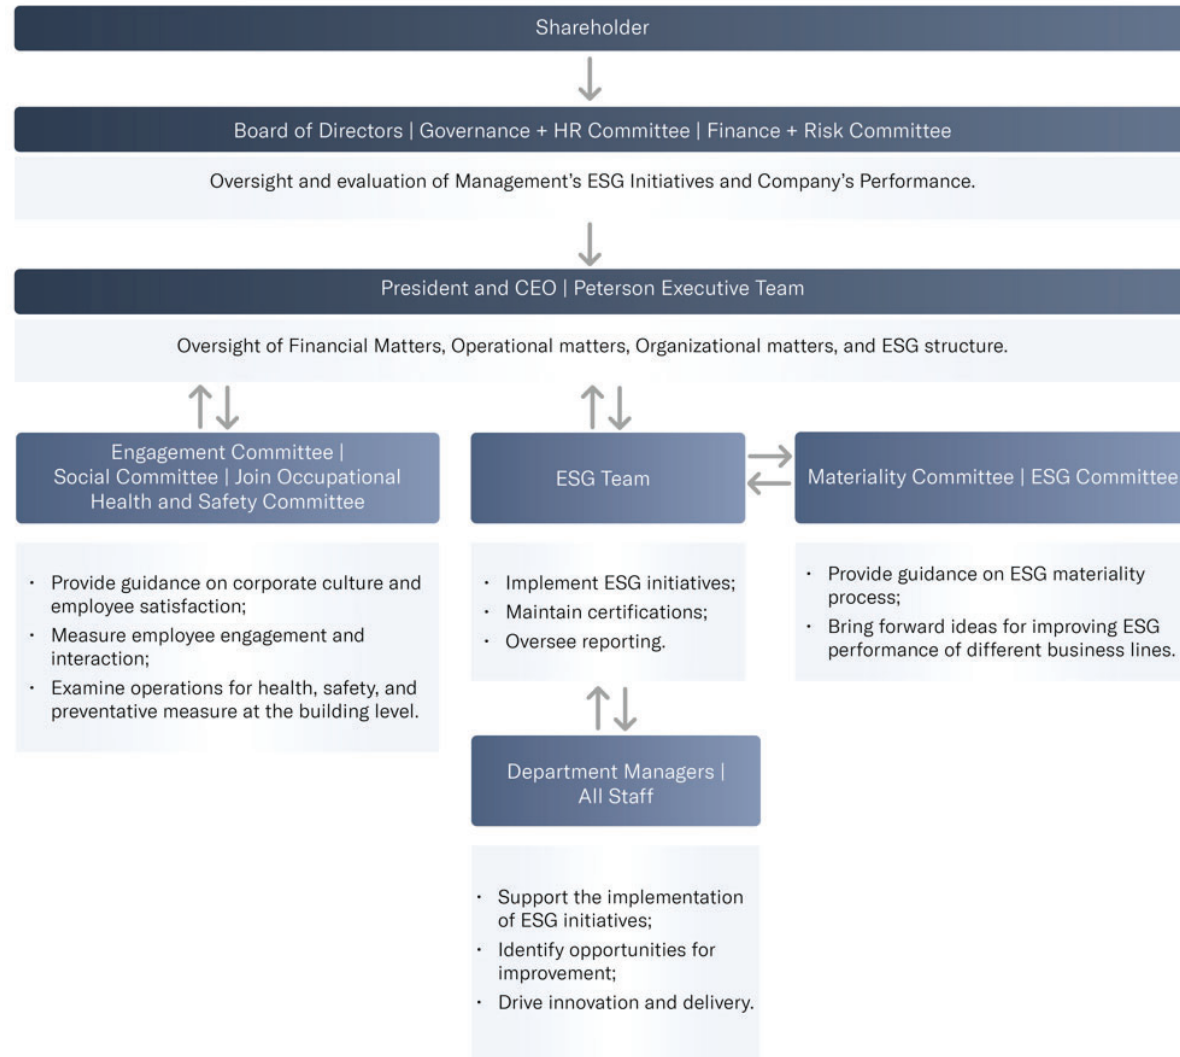 Shareholder
Board of Directors | Governance + HR Committee | Finance + Risk Committee
Oversight and evaluation of Management’s ESG Initiatives and Company’s Performance.
President and CEO | Peterson Executive Team
Oversight of Financial Matters, Operational matters, Organizational matters, and ESG structure.
Engagement Committee |
Social Committee | Join Occupational
Health and Safety Committee
· Provide guidance on corporate culture and
employee satisfaction;
· Measure employee engagement and
interaction;
· Examine operations for health, safety, and
preventative measure at the building level.
ESG Team
· Implement ESG initiatives;
· Maintain certifications;
· Oversee reporting.
Materiality Committee | ESG Committee
· Provide guidance on ESG materiality
process;
· Bring forward ideas for improving ESG
performance of different business lines.
Department Managers |
All Staff
· Support the implementation
of ESG initiatives;
· Identify opportunities for
improvement;
· Drive innovation and delivery.